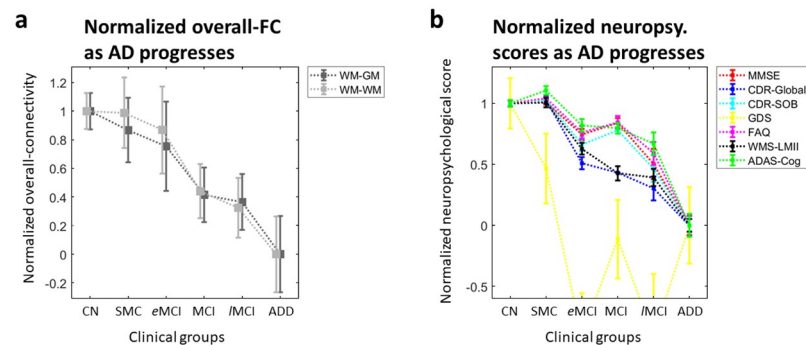 a
Normalized overall-FC
as AD progresses
Normalized overall-connectivity
1.2
1
0.8
0.6
0.4
0.2
0
-0.2
CN SMC eMCI MCI lMCI ADD
Clinical groups
WM-GM
WM-WM
b
Normalized neuropsy.
scores as AD progresses
Normalized neuropsychological score
1
0.5
0
-0.5
CN SMC eMCI MCI lMCI ADD
Clinical groups
MMSE
CDR-Global
CDR-SOB
GDS
FAQ
WMS-LMII
ADAS-Cog